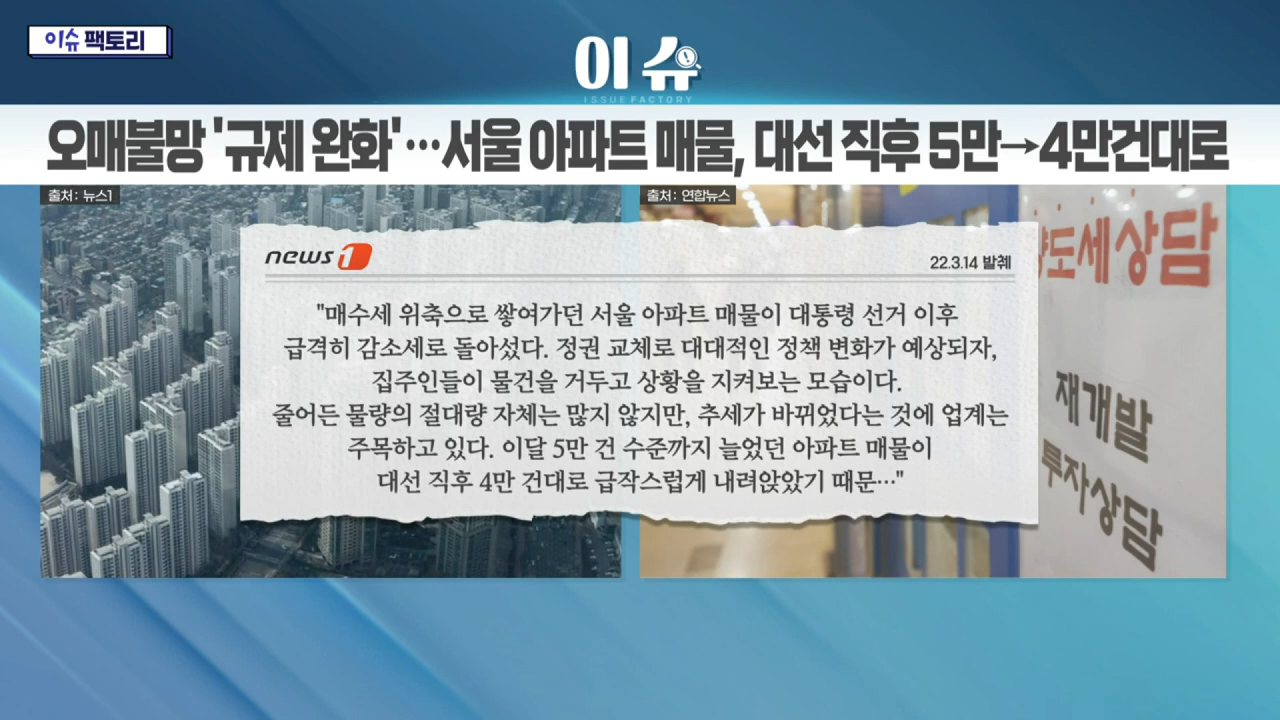 이슈 팩토리
이슈
ISSUE FACTORY
오매불망 '규제 완화'…서울 아파트 매물, 대선 직후 5만→4만건대로
출처: 뉴스1
출처: 연합뉴스
news1
22.3.14 발췌
"매수세 위축으로 쌓여가던 서울 아파트 매물이 대통령 선거 이후
급격히 감소세로 돌아섰다. 정권 교체로 대대적인 정책 변화가 예상되자,
집주인들이 물건을 거두고 상황을 지켜보는 모습이다.
줄어든 물량의 절대량 자체는 많지 않지만, 추세가 바뀌었다는 것에 업계는
주목하고 있다. 이달 5만 건 수준까지 늘었던 아파트 매물이
대선 직후 4만 건대로 급작스럽게 내려앉았기 때문…"
양도세상담
재개발
투자상담